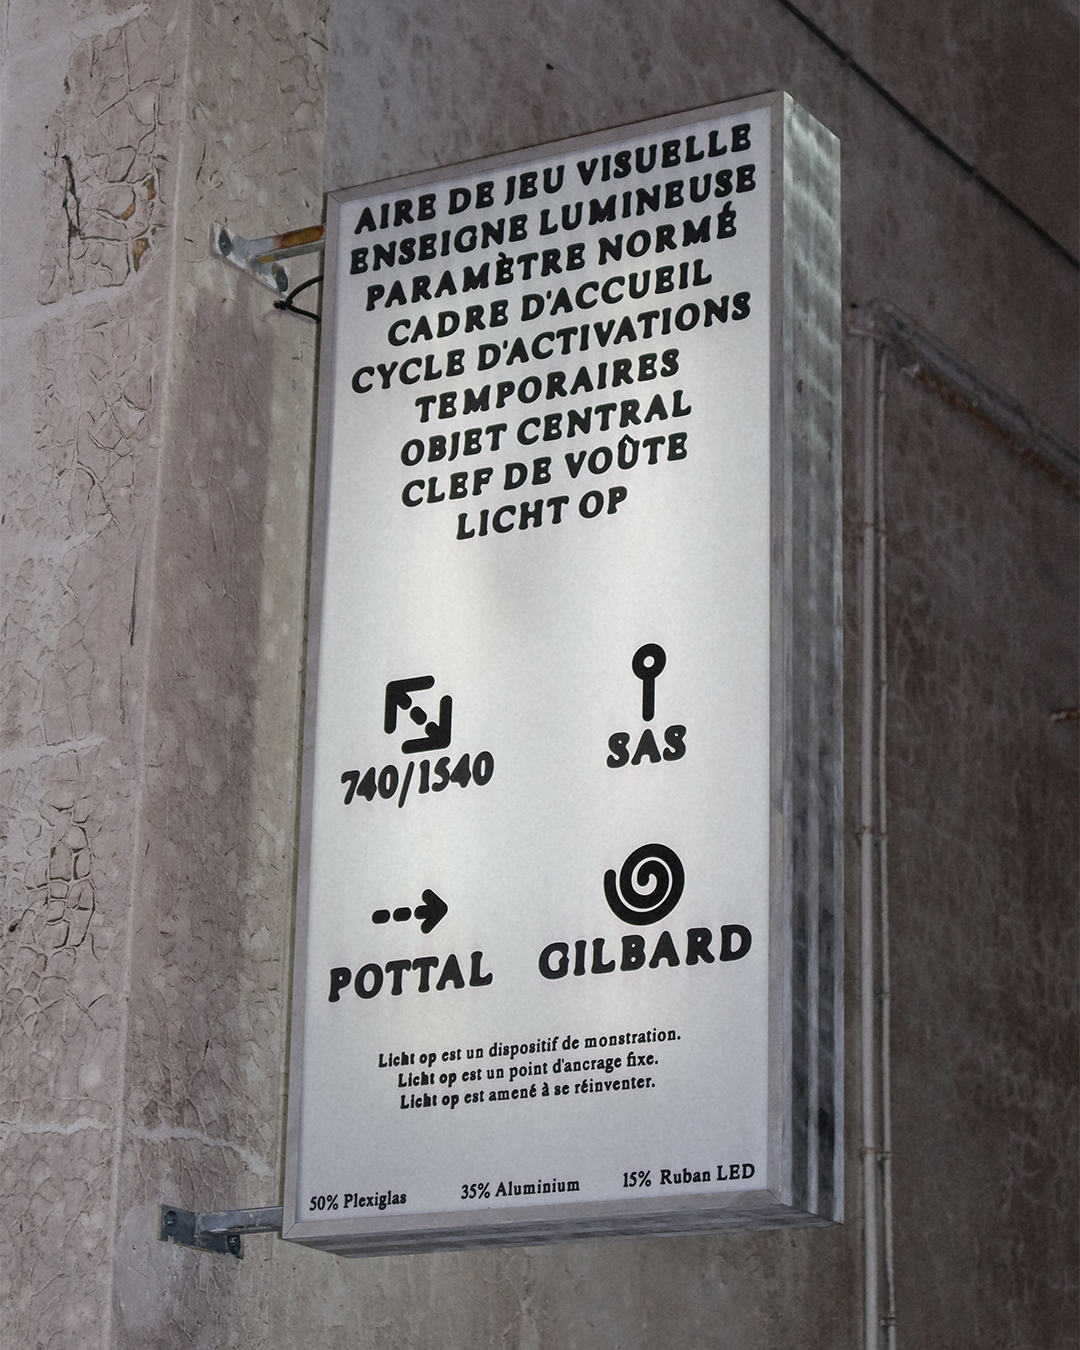 AIRE DE JEU VISUELLE
ENSEIGNE LUMINEUSE
PARAMÈTRE NORMÉ
CADRE D'ACCUEIL
CYCLE D'ACTIVATIONS
TEMPORAIRES
OBJET CENTRAL
CLEF DE VOÛTE
LICHT OP
740/1540
SAS
POTTAL
GILBARD
Licht op est un dispositif de monstration.
Licht op est un point d'ancrage fixe.
Licht op est amené à se réinventer.
50% Plexiglas
35% Aluminium
15% Ruban LED